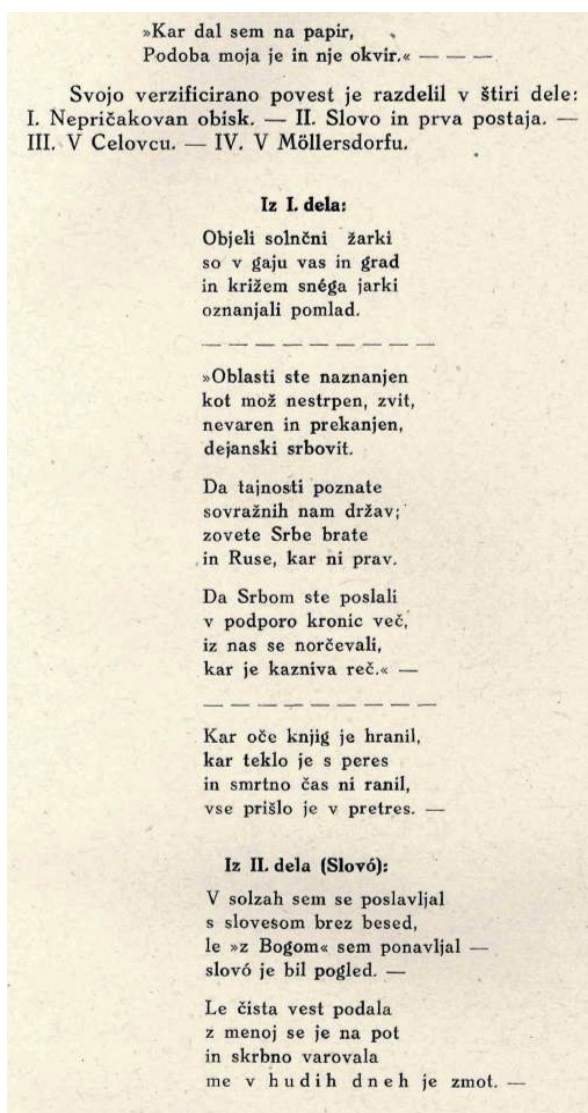 »Kar dal sem na papir,
Podoba moja je in nje okvir.« — — —
Svojo verzificirano povest je razdelil v štiri dele:
I. Nepričakovan obisk. — II. Slovo in prva postaja. —
III. V Celovcu. — IV. V Möllersdorfu.
Iz I. dela:
Objeli solnčni žarki
so v gaju vas in grad
in križem snéga jarki
oznanjali pomlad.
— — — — — — — — — —
»Oblasti ste naznanjen
kot mož nestrpen, zvit,
nevaren in prekanjen,
dejanski srbovit.
Da tajnosti poznate
sovražnih nam držav;
zovete Srbe brate
in Ruse, kar ni prav.
Da Srbom ste poslali
v podporo kronic več,
iz nas se norčevali,
kar je kazniva reč.« —
— — — — — — — — — —
Kar oče knjig je hranil,
kar teklo je s peres
in smrtno čas ni ranil,
vse prišlo je v pretres. —
Iz II. dela (Slovó):
V solzah sem se poslavljal
s slovesom brez besed,
le »z Bogom« sem ponavljal —
slovó je bil pogled. —
Le čista vest podala
z menoj se je na pot
in skrbno varovala
me v hudih dneh je zmot. —